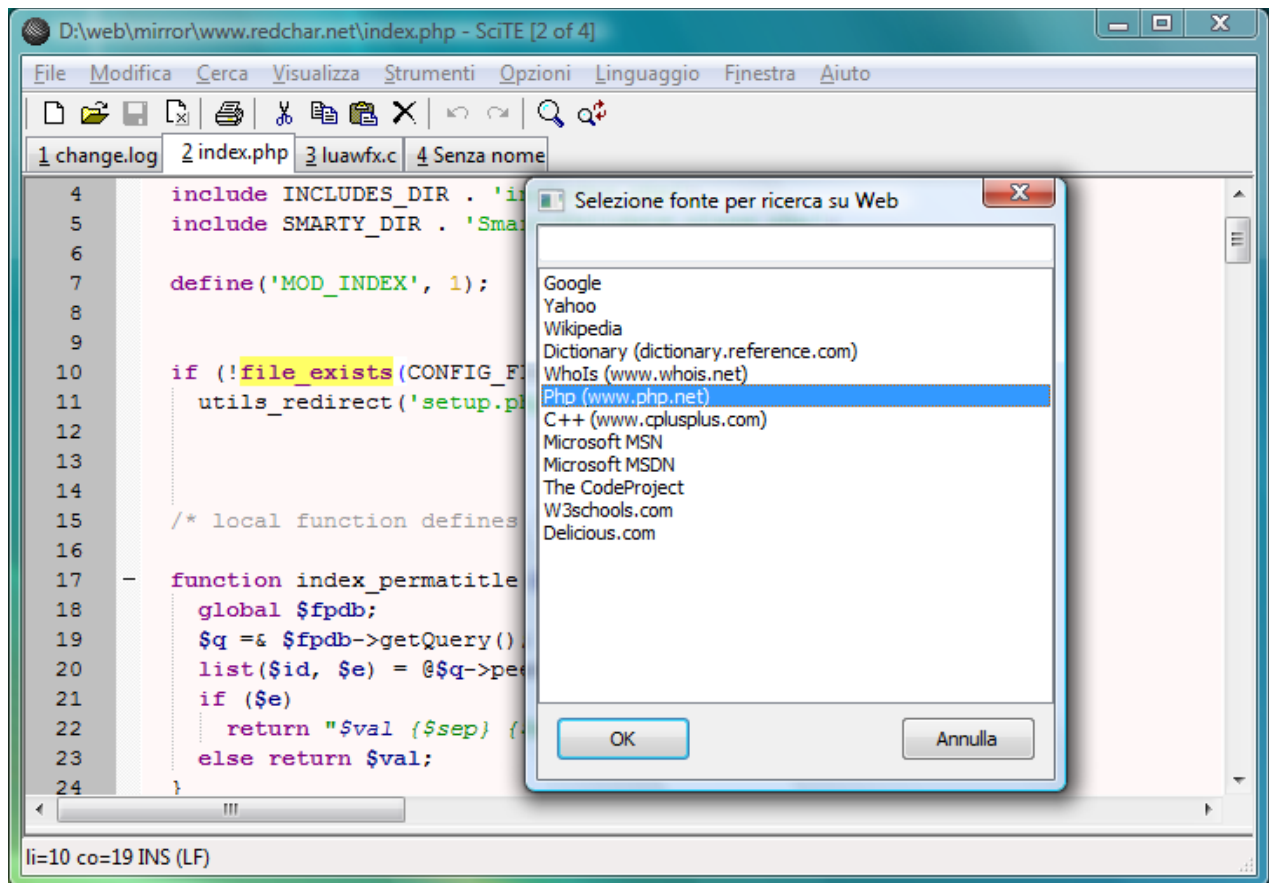 D:\web\mirror\www.redchar.net\index.php - SciTE [2 of 4]
File Modifica Cerca Visualizza Strumenti Opzioni Linguaggio Finestra Aiuto
1 change.log 2 index.php 3 luawfx.c 4 Senza nome
4 include INCLUDES_DIR . 'i
5 include SMARTY_DIR . 'Sma
6
7 define('MOD_INDEX', 1);
8
9
10 if (!file_exists(CONFIG_F
11 utils_redirect('setup.p
12
13
14
15 /* local function defines
16
17 - function index_permatitle
18 global $fpdb;
19 $q =& $fpdb->getQuery()
20 list($id, $e) = @$q->pee
21 if ($e)
22 return "$val {$sep} {
23 else return $val;
24 }
Selezione fonte per ricerca su Web
Google
Yahoo
Wikipedia
Dictionary (dictionary.reference.com)
WhoIs (www.whois.net)
Php (www.php.net)
C++ (www.cplusplus.com)
Microsoft MSN
Microsoft MSDN
The CodeProject
W3schools.com
Delicious.com
OK Annulla
li=10 co=19 INS (LF)